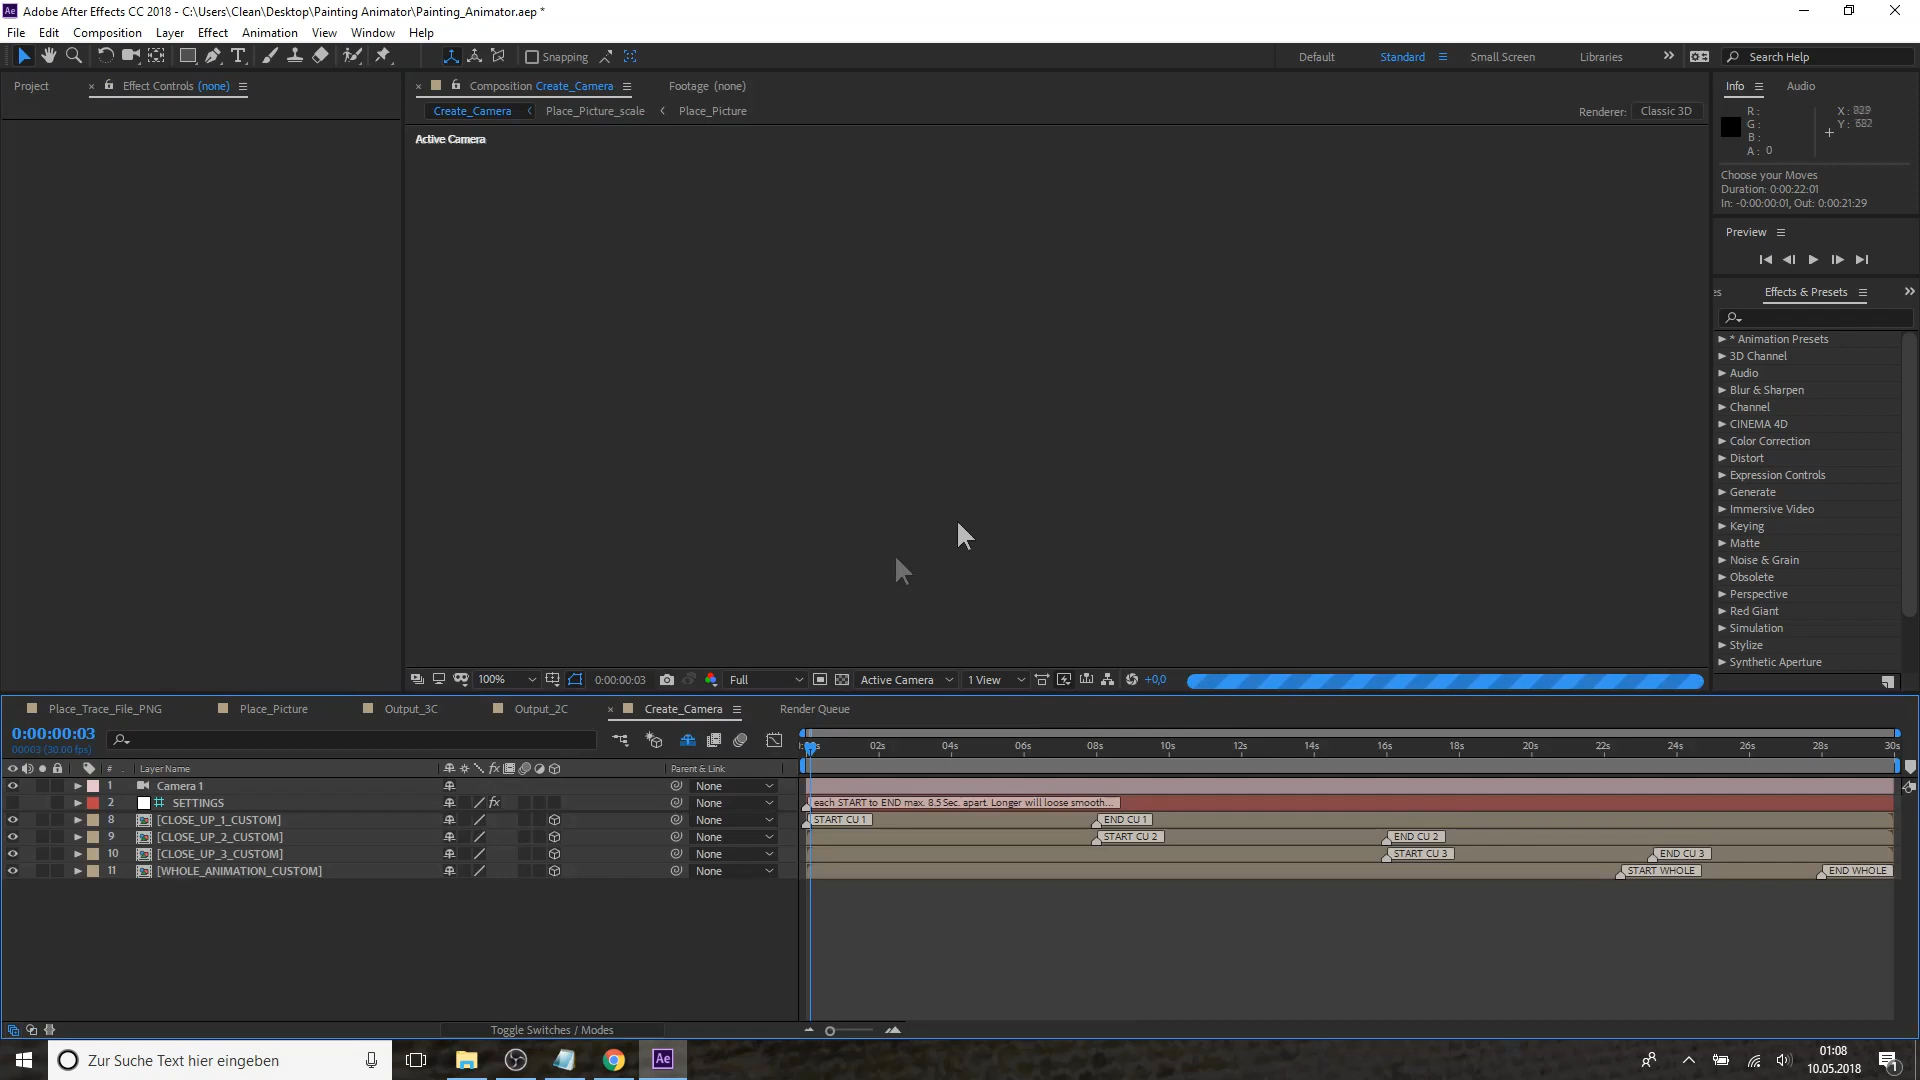 Adobe After Effects CC 2018 - C:\Users\Clean\Desktop\Painting Animator\Painting_Animator.aep *
File Edit Composition Layer Effect Animation View Window Help
Snapping
Default Standard Small Screen Libraries Search Help
Project Effect Controls (none)
Composition Create_Camera Footage (none)
Info Audio
Create_Camera Place_Picture_scale Place_Picture
Renderer: Classic 3D
Active Camera
R :
G :
B :
A : 0
X :
Y :
Choose your Moves
Duration: 0:00:22:01
In: -0:00:00:01, Out: 0:00:21:29
Preview
Effects & Presets
* Animation Presets
3D Channel
Audio
Blur & Sharpen
Channel
CINEMA 4D
Color Correction
Distort
Expression Controls
Generate
Immersive Video
Keying
Matte
Noise & Grain
Obsolete
Perspective
Red Giant
Simulation
Stylize
Synthetic Aperture
100% 0:00:00:03 Full Active Camera 1 View +0,0
Place_Trace_File_PNG Place_Picture Output_3C Output_2C Create_Camera Render Queue
0:00:00:03
00003 (30.00 fps)
02s 04s 06s 08s 10s 12s 14s 16s 18s 20s 22s 24s 26s 28s 30s
# Layer Name Parent & Link
1 Camera 1 None
2 SETTINGS fx None each START to END max. 8.5 Sec. apart. Longer will loose smooth...
8 [CLOSE_UP_1_CUSTOM] None START CU 1 END CU 1
9 [CLOSE_UP_2_CUSTOM] None START CU 2 END CU 2
10 [CLOSE_UP_3_CUSTOM] None START CU 3 END CU 3
11 [WHOLE_ANIMATION_CUSTOM] None START WHOLE END WHOLE
Toggle Switches / Modes
Zur Suche Text hier eingeben
Ae
01:08
10.05.2018
1